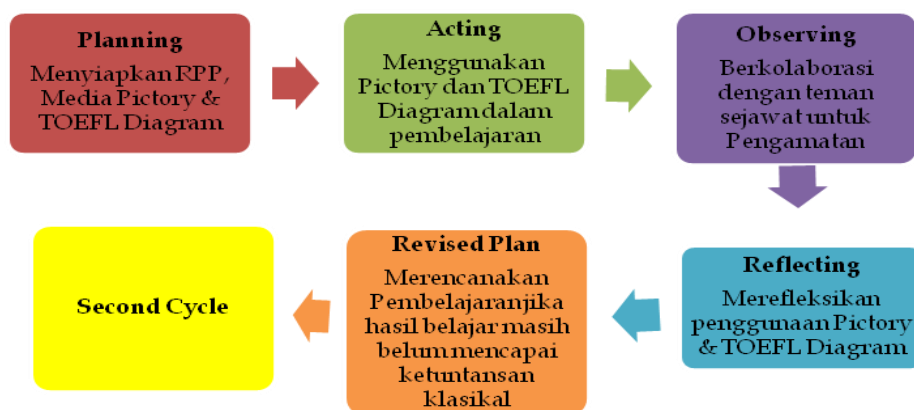 Planning
Menyiapkan RPP,
Media Pictory &
TOEFL Diagram
Acting
Menggunakan
Pictory dan TOEFL
Diagram dalam
pembelajaran
Observing
Berkolaborasi
dengan teman
sejawat untuk
Pengamatan
Reflecting
Merefleksikan
penggunaan Pictory
& TOEFL Diagram
Revised Plan
Merencanakan
Pembelajaran jika
hasil belajar masih
belum mencapai
ketuntansan
klasikal
Second Cycle